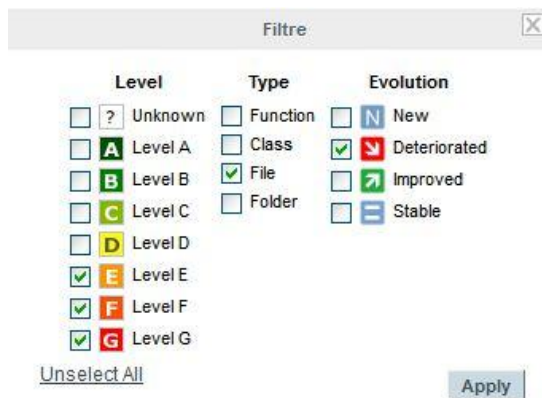 Filtre
Level Type Evolution
? Unknown Function N New
A Level A Class Deteriorated
B Level B File Improved
C Level C Folder Stable
D Level D
E Level E
F Level F
G Level G
Unselect All
Apply